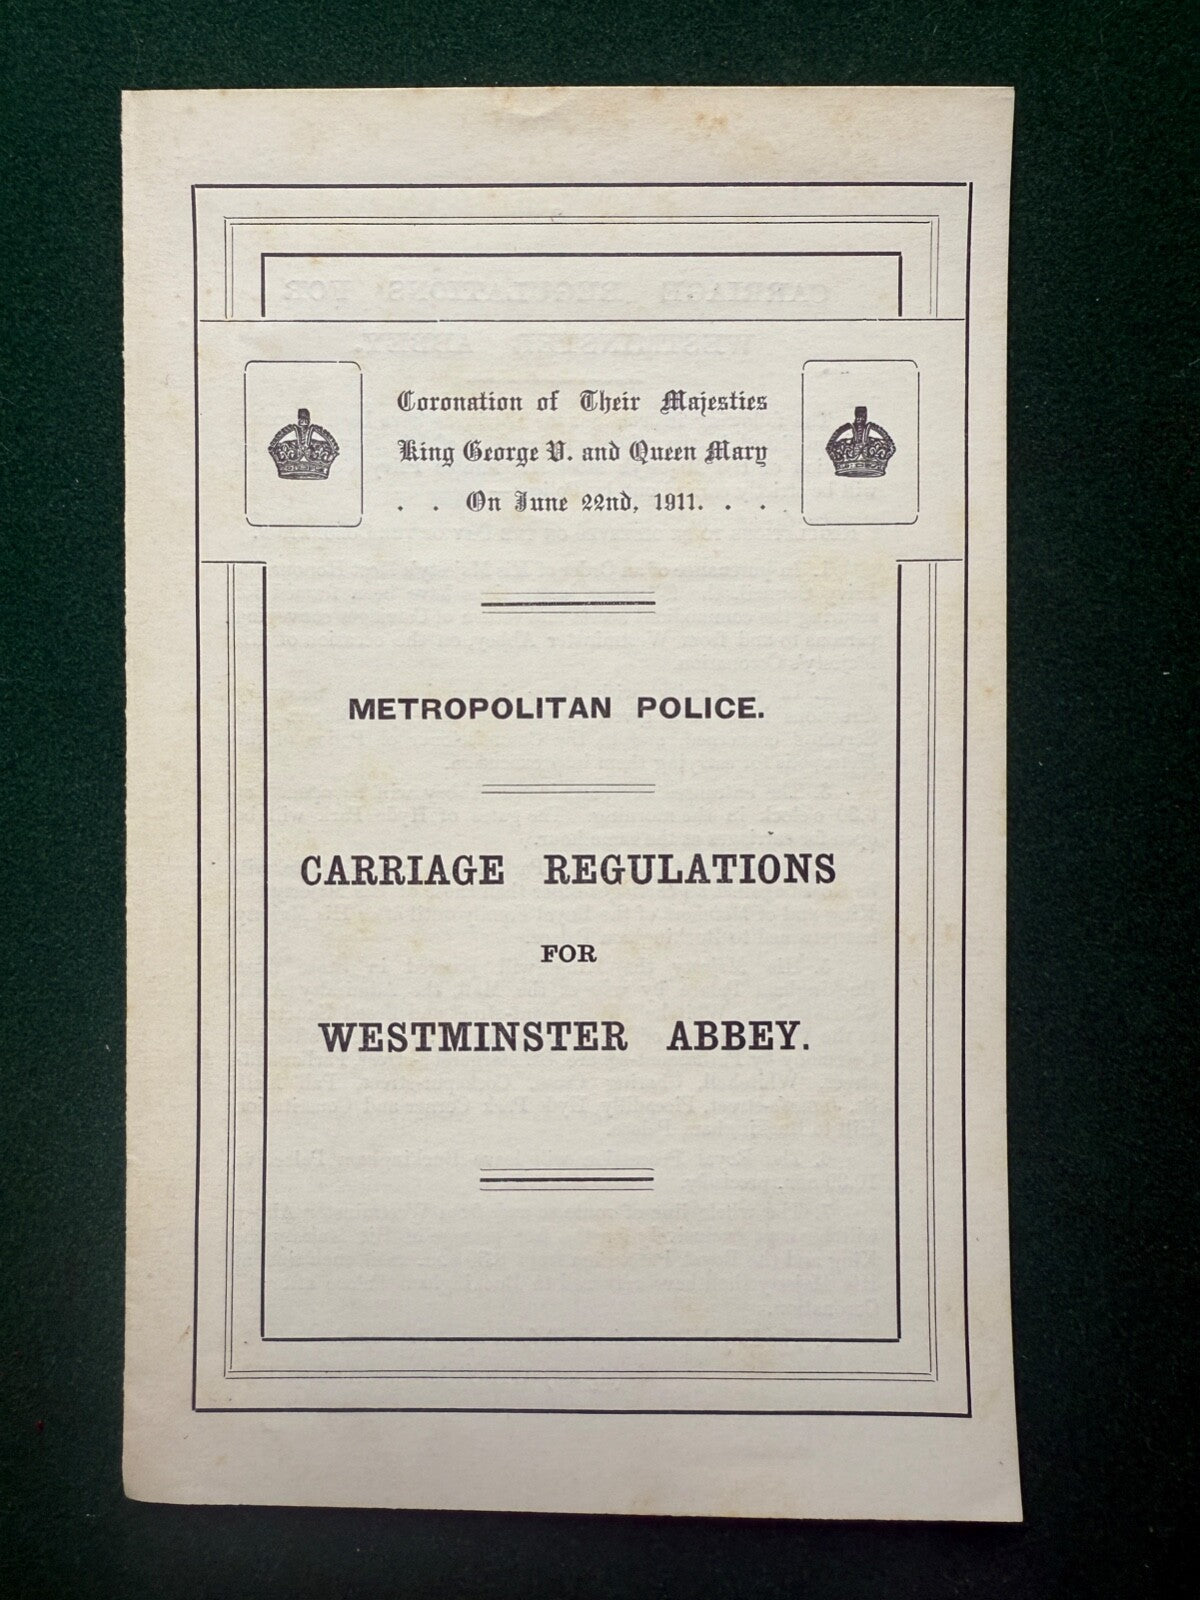 Coronation of Their Majesties
King George V. and Queen Mary
. . On June 22nd, 1911. . .
METROPOLITAN POLICE.
CARRIAGE REGULATIONS
FOR
WESTMINSTER ABBEY.